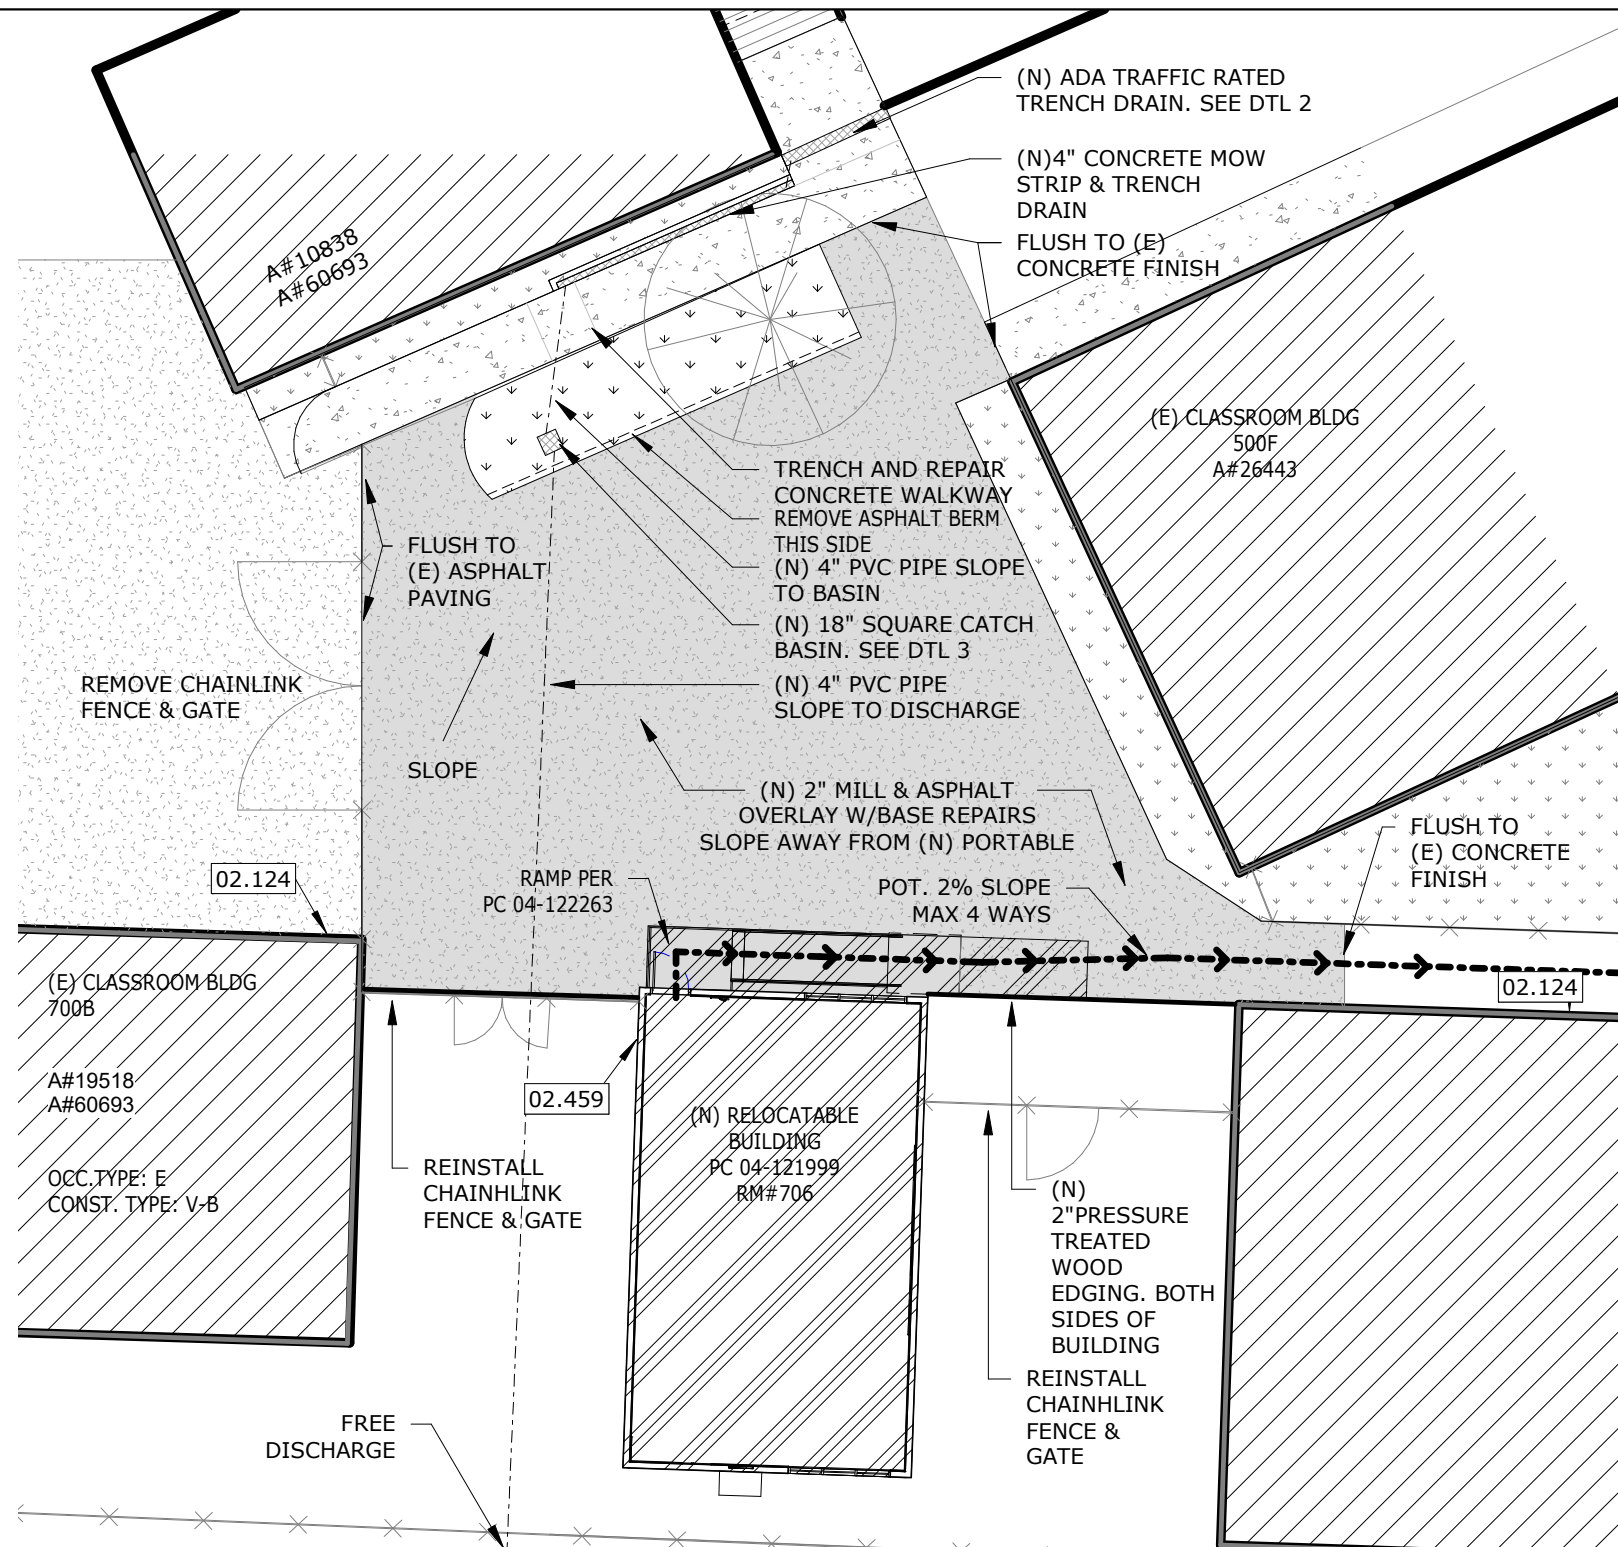 (N) ADA TRAFFIC RATED
TRENCH DRAIN. SEE DTL 2
(N)4" CONCRETE MOW
STRIP & TRENCH
DRAIN
FLUSH TO (E)
CONCRETE FINISH
A#10838
A#60693
(E) CLASSROOM BLDG
500F
A#26443
TRENCH AND REPAIR
CONCRETE WALKWAY
REMOVE ASPHALT BERM
THIS SIDE
(N) 4" PVC PIPE SLOPE
TO BASIN
(N) 18" SQUARE CATCH
BASIN. SEE DTL 3
(N) 4" PVC PIPE
SLOPE TO DISCHARGE
FLUSH TO
(E) ASPHALT
PAVING
REMOVE CHAINLINK
FENCE & GATE
SLOPE
(N) 2" MILL & ASPHALT
OVERLAY W/BASE REPAIRS
SLOPE AWAY FROM (N) PORTABLE
FLUSH TO
(E) CONCRETE
FINISH
02.124
RAMP PER
PC 04-122263
POT. 2% SLOPE
MAX 4 WAYS
(E) CLASSROOM BLDG
700B
A#19518
A#60693
OCC.TYPE: E
CONST. TYPE: V-B
02.124
02.459
(N) RELOCATABLE
BUILDING
PC 04-121999
RM#706
REINSTALL
CHAINHLINK
FENCE & GATE
(N)
2"PRESSURE
TREATED
WOOD
EDGING. BOTH
SIDES OF
BUILDING
REINSTALL
CHAINHLINK
FENCE &
GATE
FREE
DISCHARGE